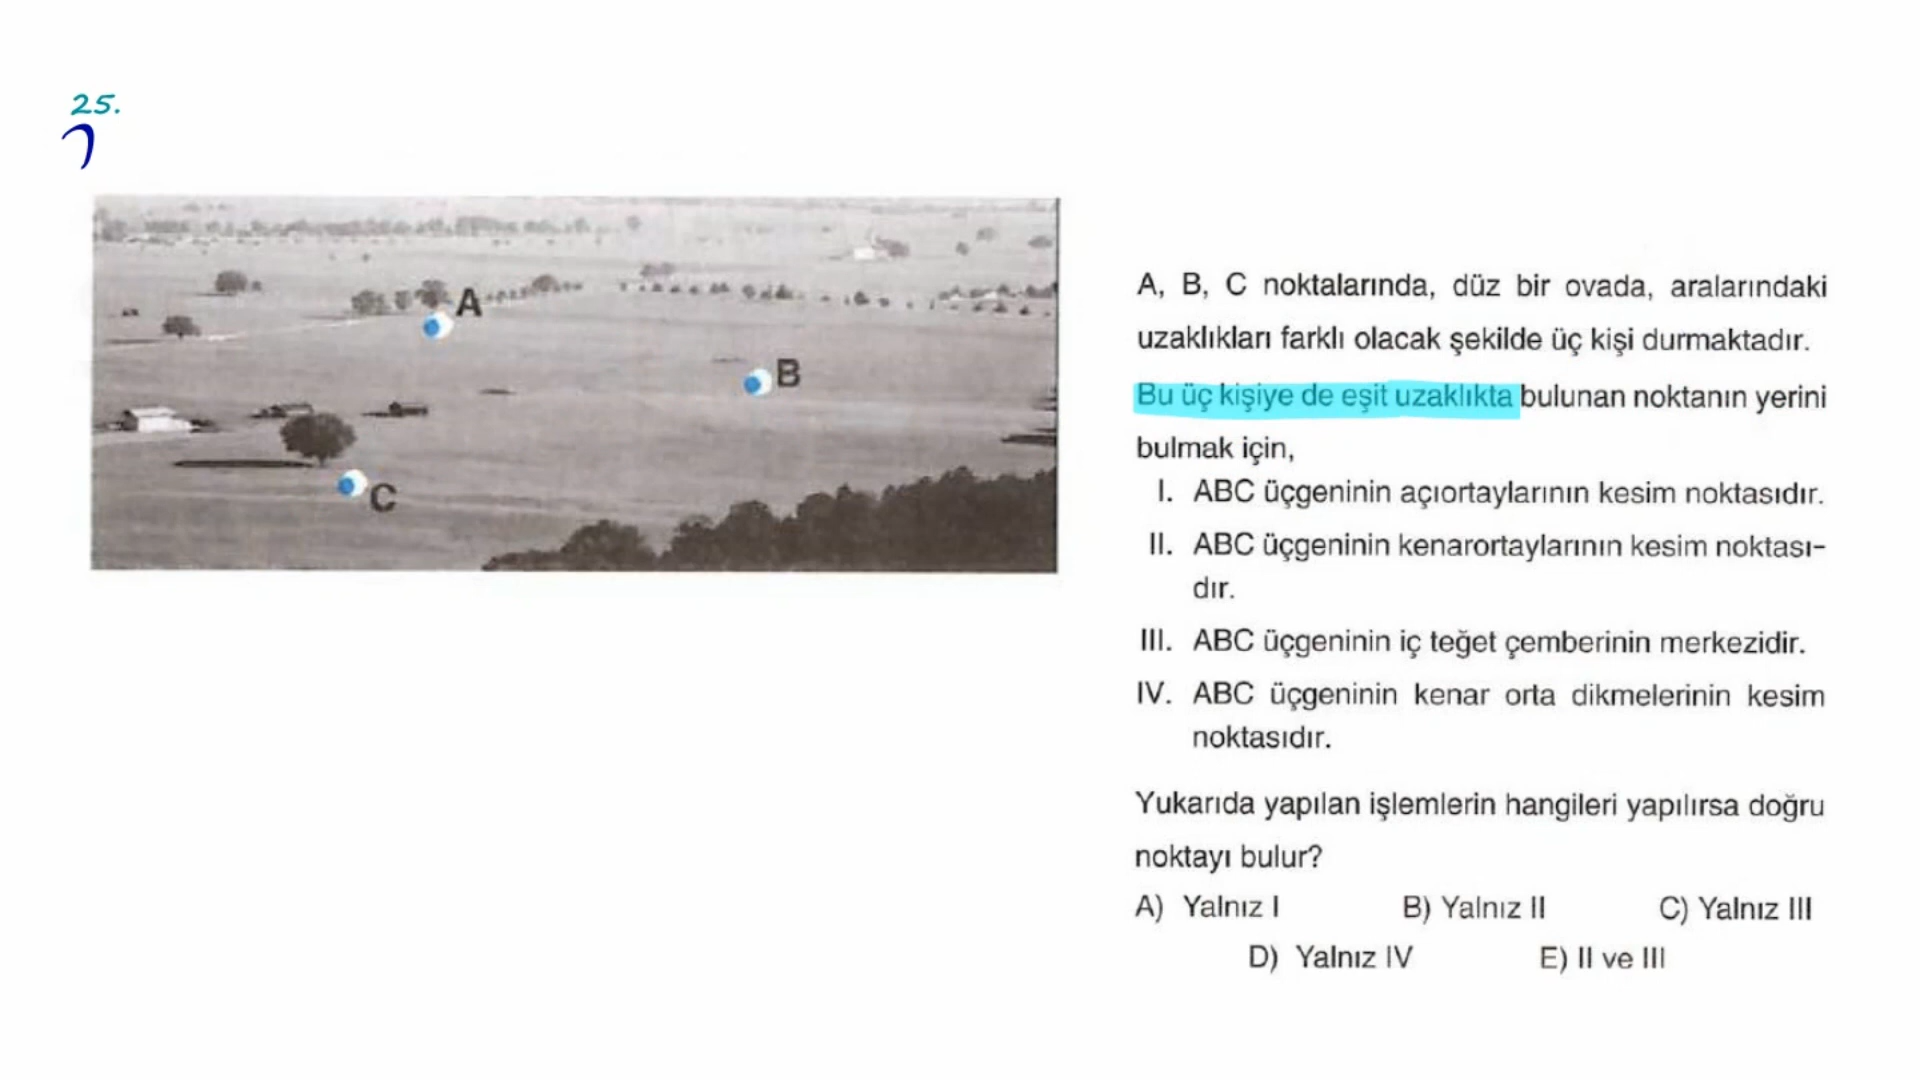 25.
A
B
C
A, B, C noktalarında, düz bir ovada, aralarındaki
uzaklıkları farklı olacak şekilde üç kişi durmaktadır.
Bu üç kişiye de eşit uzaklıkta bulunan noktanın yerini
bulmak için,
I. ABC üçgeninin açıortaylarının kesim noktasıdır.
II. ABC üçgeninin kenarortaylarının kesim noktası-
dır.
III. ABC üçgeninin iç teğet çemberinin merkezidir.
IV. ABC üçgeninin kenar orta dikmelerinin kesim
noktasıdır.
Yukarıda yapılan işlemlerin hangileri yapılırsa doğru
noktayı bulur?
A) Yalnız I B) Yalnız II C) Yalnız III
D) Yalnız IV E) II ve III